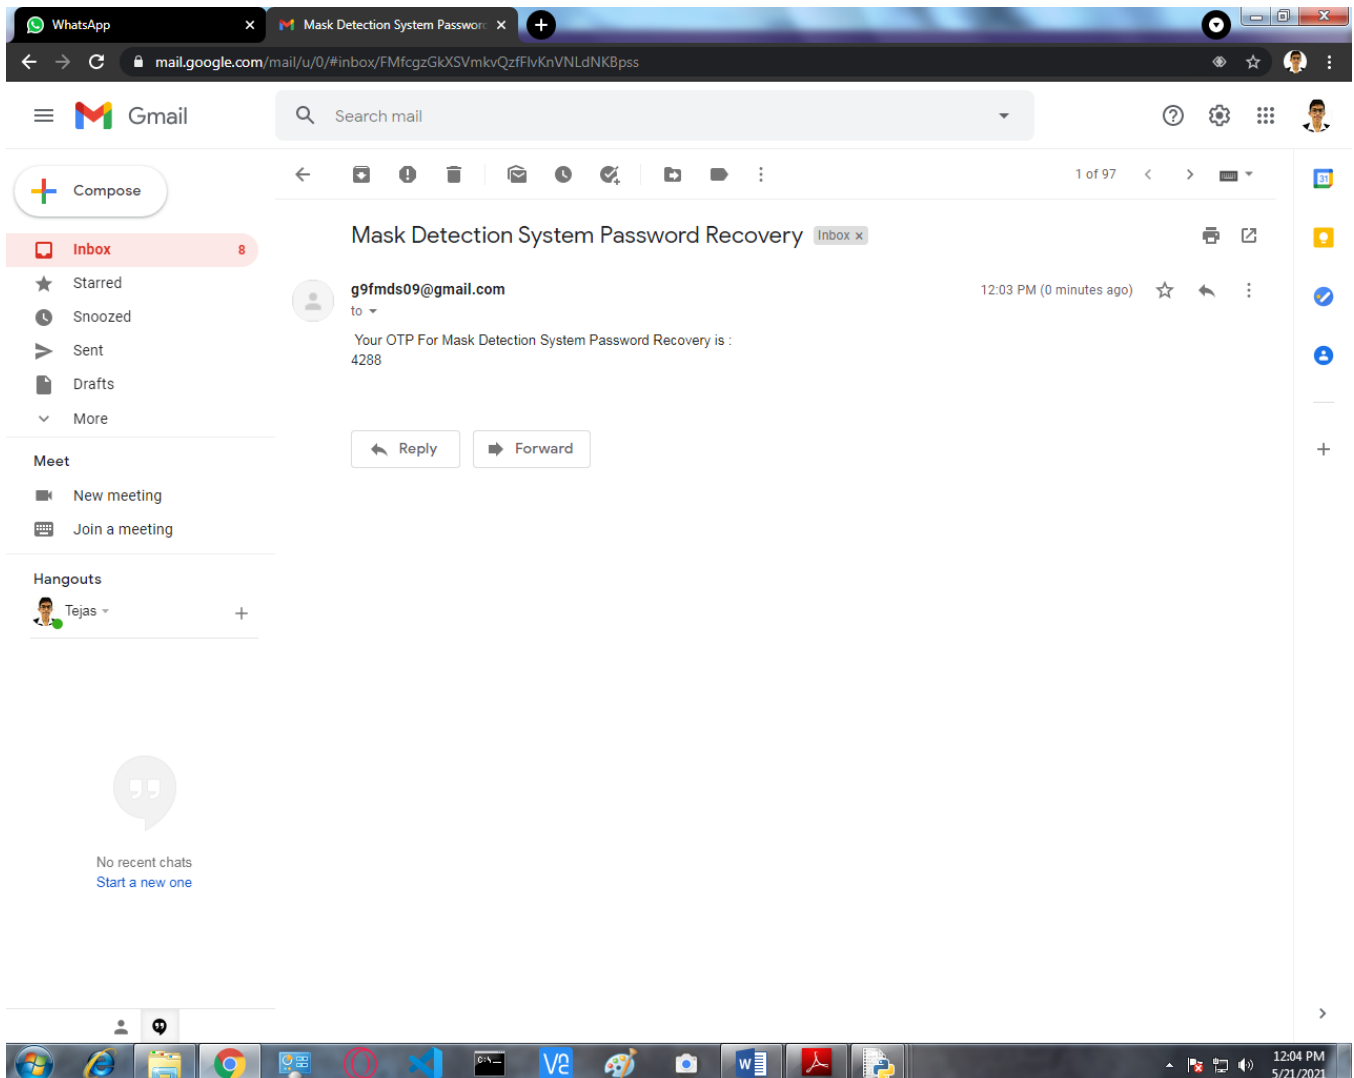 WhatsApp
Mask Detection System Passworc
mail.google.com/mail/u/0/#inbox/FMfcgzGkXSVmkvQzfFlvKnVNLdNKBpss
Gmail
Search mail
Compose
1 of 97
31
Inbox 8
Starred
Snoozed
Sent
Drafts
More
Mask Detection System Password Recovery Inbox x
g9fmds09@gmail.com 12:03 PM (0 minutes ago)
to
Your OTP For Mask Detection System Password Recovery is :
4288
Reply Forward
Meet
New meeting
Join a meeting
Hangouts
Tejas
No recent chats
Start a new one
12:04 PM
5/21/2021